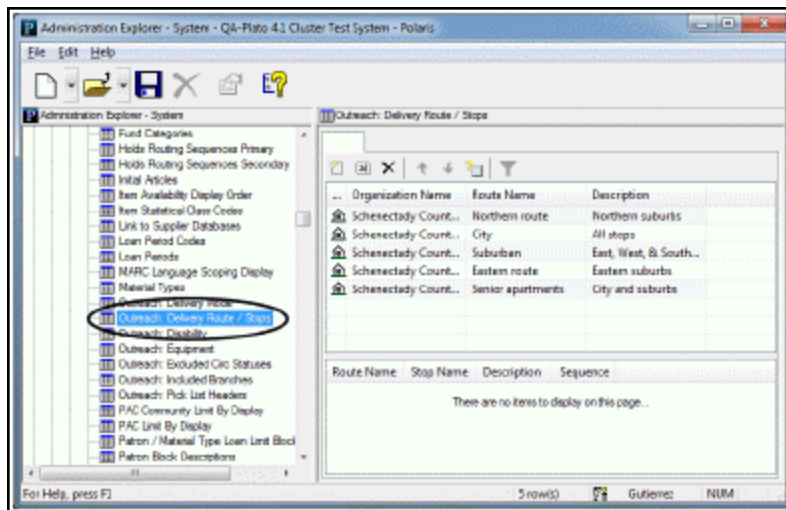 Administration Explorer - System - QA-Plato 4.1 Cluster Test System - Polaris
File Edit Help
Administration Explorer - System
Fund Categories
Holds Routing Sequences Primary
Holds Routing Sequences Secondary
Initial Articles
Item Availability Display Order
Item Statistical Class Codes
Link to Supplier Databases
Loan Period Codes
Loan Periods
MARC Language Scoping Display
Material Types
Outreach: Delivery Mode
Outreach: Delivery Route / Stops
Outreach: Disability
Outreach: Equipment
Outreach: Excluded Circ Statuses
Outreach: Included Branches
Outreach: Pick List Headers
PAC Community Limit By Display
PAC Limit By Display
Patron / Material Type Loan Limit Block
Patron Block Descriptions
Outreach: Delivery Route / Stops
... Organization Name Route Name Description
Schenectady Count... Northern route Northern suburbs
Schenectady Count... City All stops
Schenectady Count... Suburban East, West, & South...
Schenectady Count... Eastern route Eastern suburbs
Schenectady Count... Senior apartments City and suburbs
Route Name Stop Name Description Sequence
There are no items to display on this page...
For Help, press F1 5 row(s) Gutierrez NUM